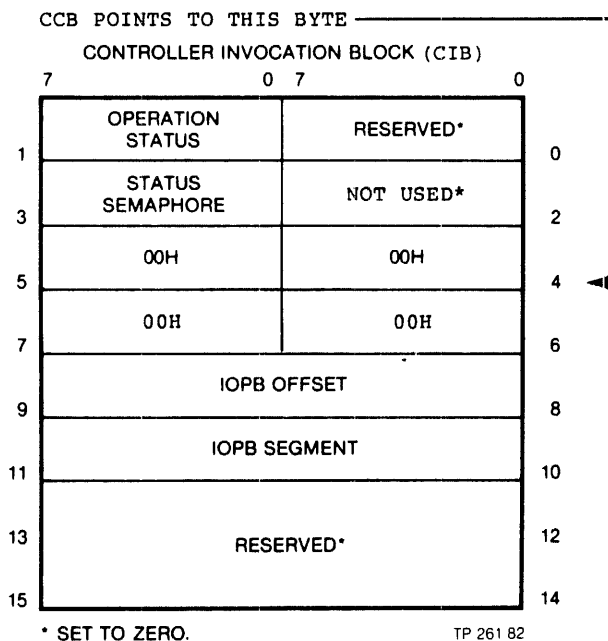 CCB POINTS TO THIS BYTE
CONTROLLER INVOCATION BLOCK (CIB)
7 0 7 0
OPERATION STATUS RESERVED*
1 0
STATUS SEMAPHORE NOT USED*
3 2
00H 00H
5 4
00H 00H
7 6
IOPB OFFSET
9 8
IOPB SEGMENT
11 10
13 RESERVED* 12
15 14
* SET TO ZERO. TP 261 82